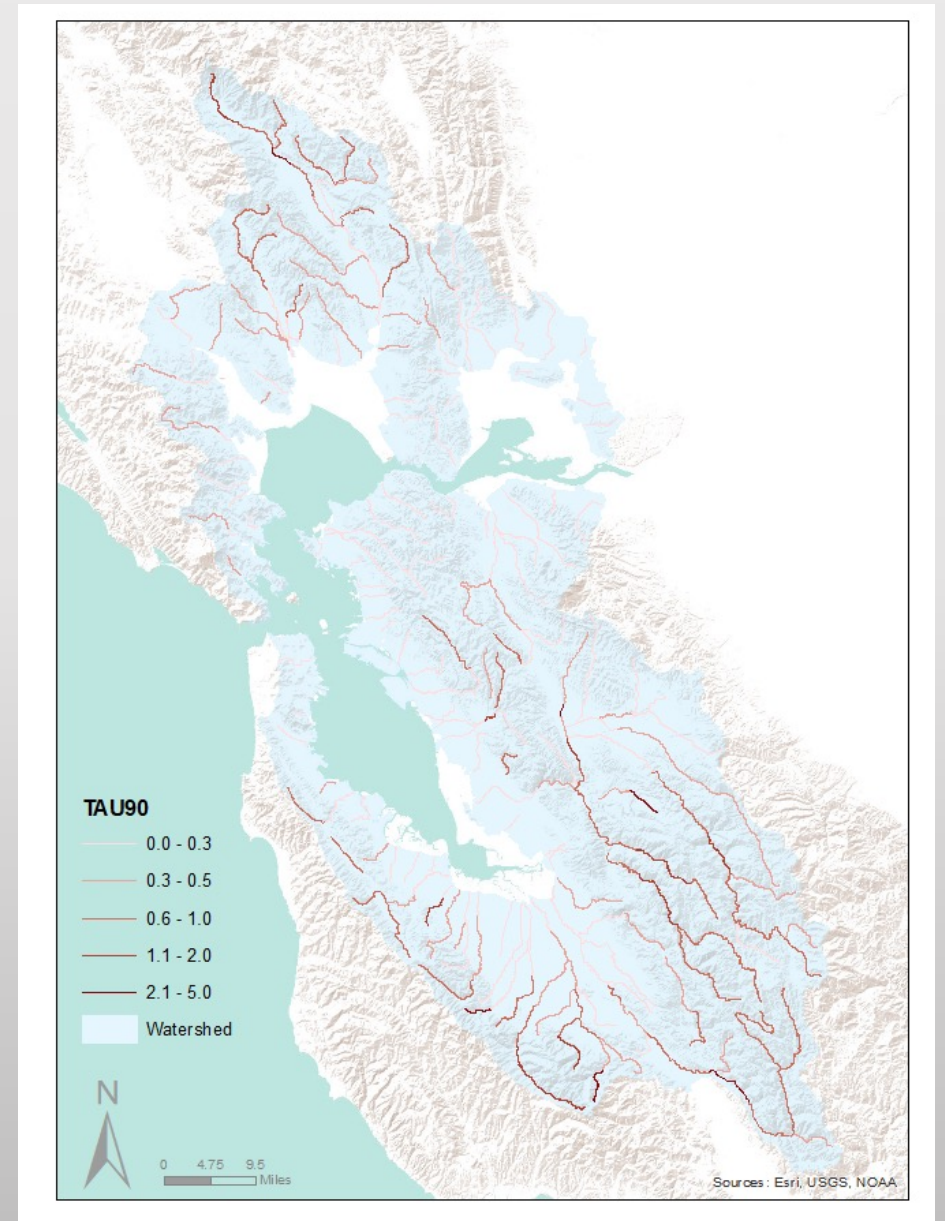 TAU90
0.0 - 0.3
0.3 - 0.5
0.6 - 1.0
1.1 - 2.0
2.1 - 5.0
Watershed
N
0 4.75 9.5
Miles
Sources: Esri, USGS, NOAA